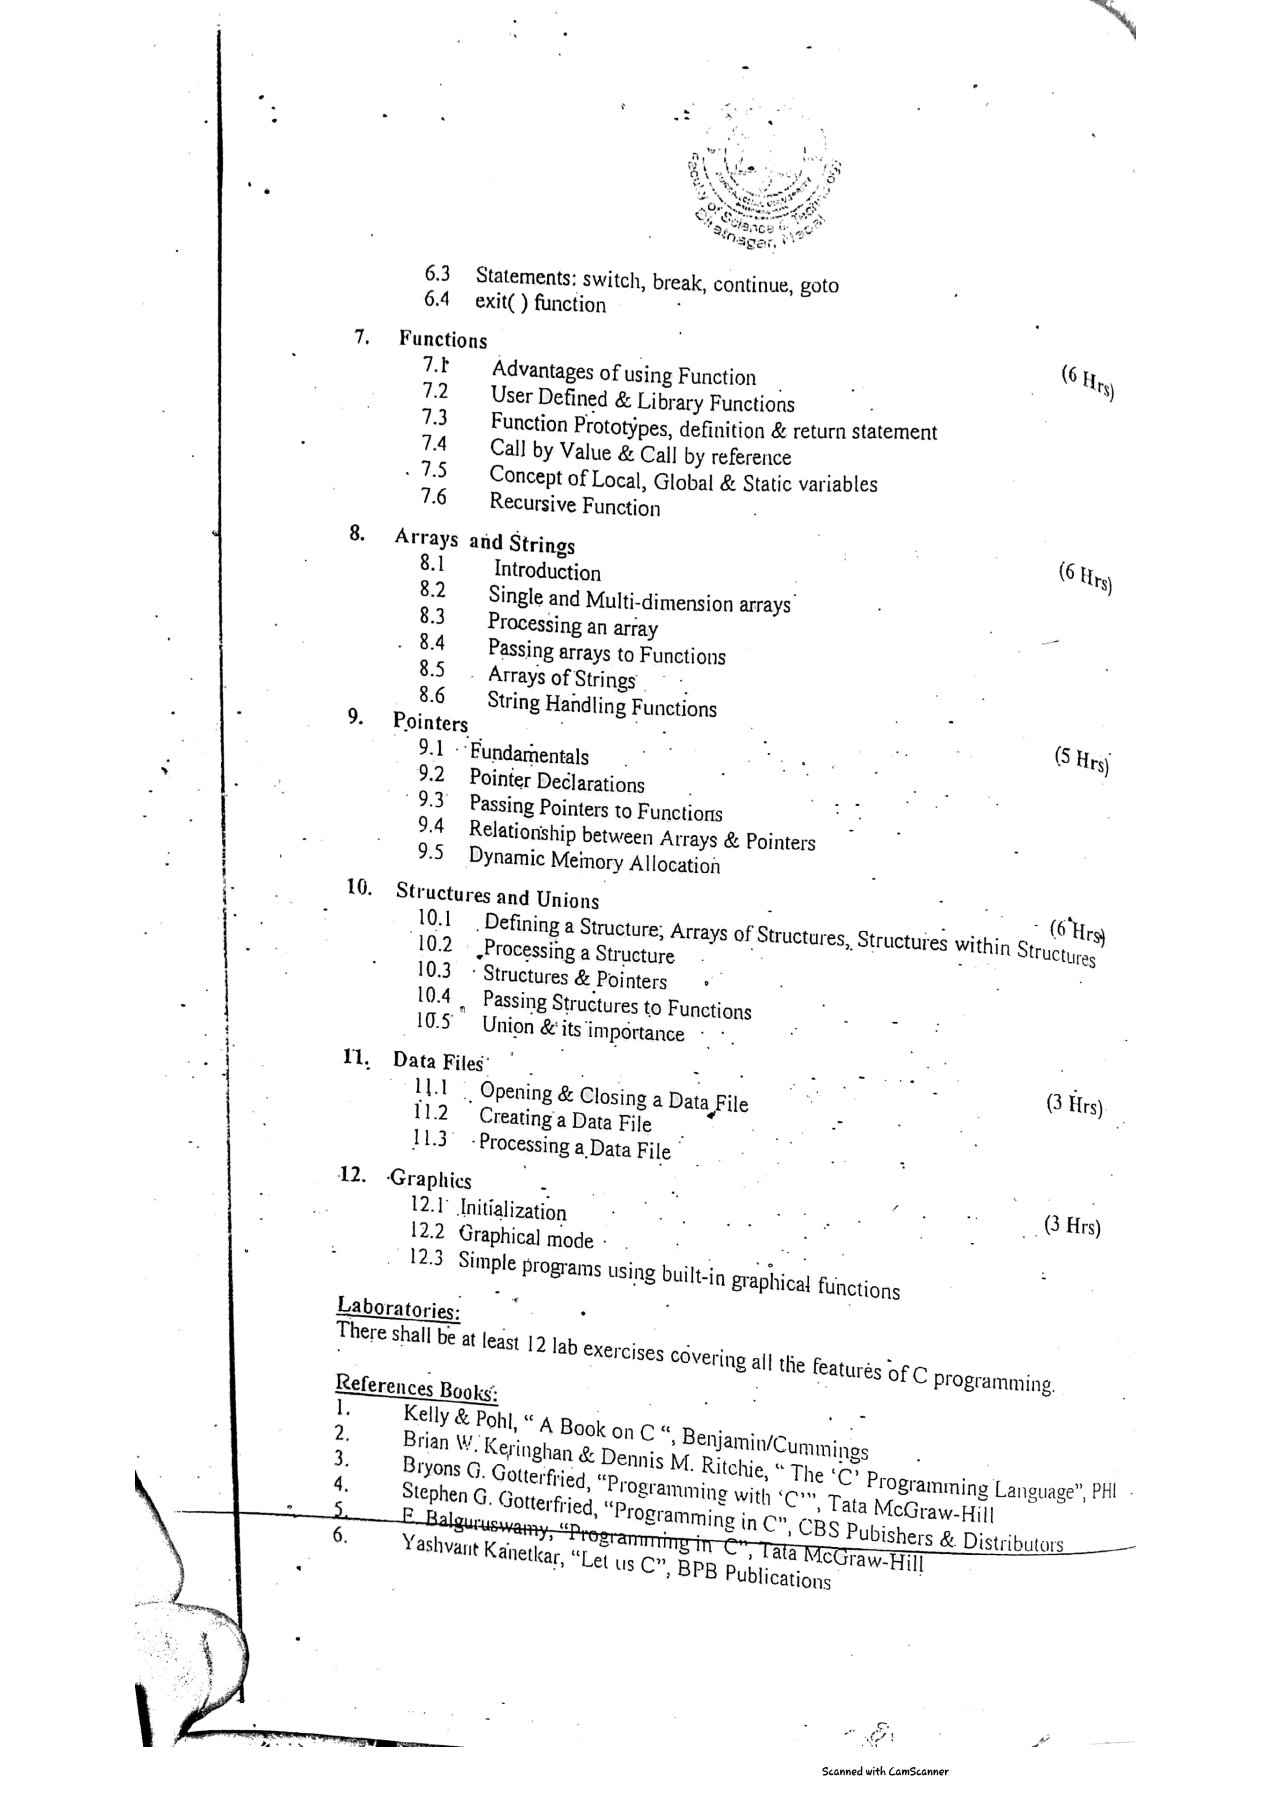 Faculty of Science & Technology
Biratnagar, Nepal
6.3 Statements: switch, break, continue, goto
6.4 exit( ) function
7. Functions (6 Hrs)
7.1 Advantages of using Function
7.2 User Defined & Library Functions
7.3 Function Prototypes, definition & return statement
7.4 Call by Value & Call by reference
7.5 Concept of Local, Global & Static variables
7.6 Recursive Function
8. Arrays and Strings (6 Hrs)
8.1 Introduction
8.2 Single and Multi-dimension arrays
8.3 Processing an array
8.4 Passing arrays to Functions
8.5 Arrays of Strings
8.6 String Handling Functions
9. Pointers (5 Hrs)
9.1 Fundamentals
9.2 Pointer Declarations
9.3 Passing Pointers to Functions
9.4 Relationship between Arrays & Pointers
9.5 Dynamic Memory Allocation
10. Structures and Unions (6 Hrs)
10.1 Defining a Structure, Arrays of Structures, Structures within Structures
10.2 Processing a Structure
10.3 Structures & Pointers
10.4 Passing Structures to Functions
10.5 Union & its importance
11. Data Files (3 Hrs)
11.1 Opening & Closing a Data File
11.2 Creating a Data File
11.3 Processing a Data File
12. Graphics (3 Hrs)
12.1 Initialization
12.2 Graphical mode
12.3 Simple programs using built-in graphical functions
Laboratories:
There shall be at least 12 lab exercises covering all the features of C programming.
References Books:
1. Kelly & Pohl, “ A Book on C “, Benjamin/Cummings
2. Brian W. Keringhan & Dennis M. Ritchie, “ The ‘C’ Programming Language”, PHI
3. Bryons G. Gotterfried, “Programming with ‘C’”, Tata McGraw-Hill
4. Stephen G. Gotterfried, “Programming in C”, CBS Pubishers & Distributors
5. E. Balguruswamy, “Programming in C”, Tata McGraw-Hill
6. Yashvant Kanetkar, “Let us C”, BPB Publications
Scanned with CamScanner